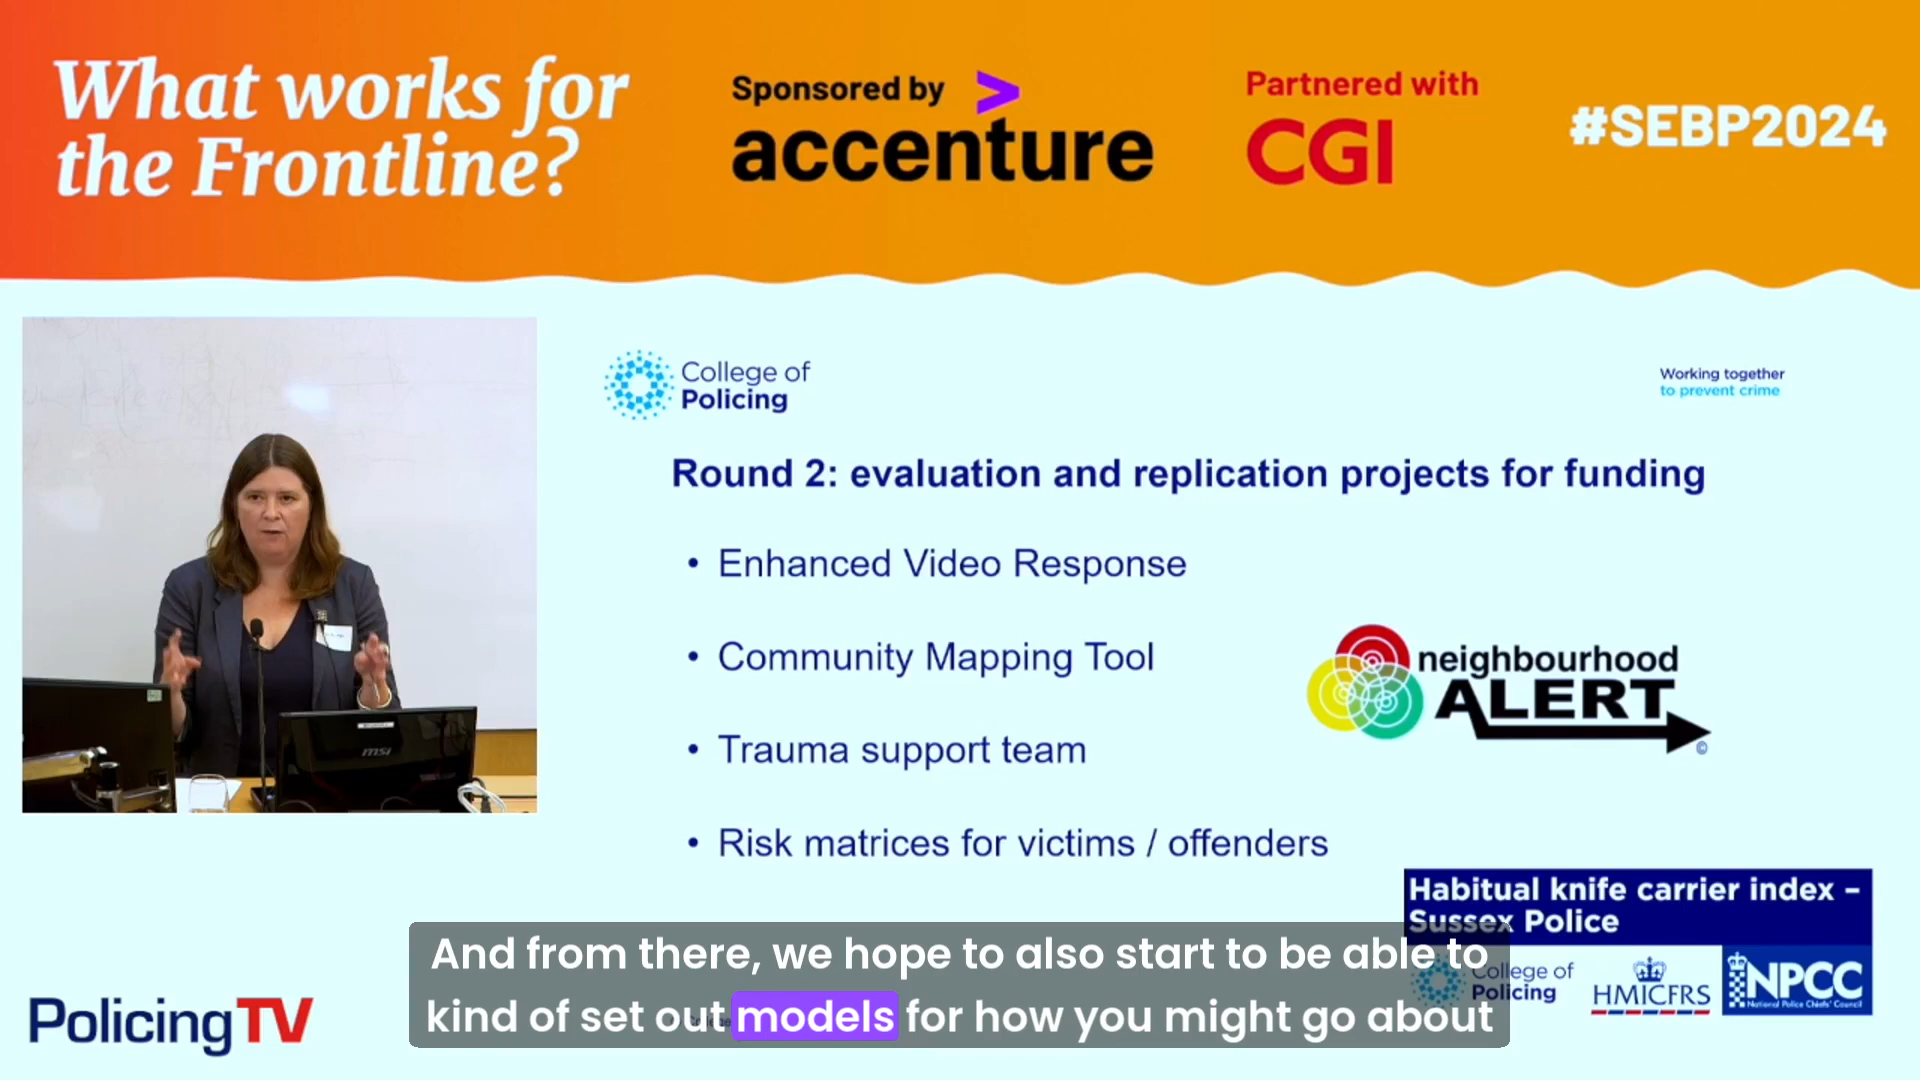 What works for
the Frontline?
Sponsored by
accenture
Partnered with
CGI
#SEBP2024
College of
Policing
Working together
to prevent crime
Round 2: evaluation and replication projects for funding
• Enhanced Video Response
• Community Mapping Tool
• Trauma support team
• Risk matrices for victims / offenders
neighbourhood
ALERT
©
msi
Habitual knife carrier index –
Sussex Police
College of
Policing
HMICFRS
NPCC
National Police Chiefs' Council
PolicingTV
And from there, we hope to also start to be able to
kind of set out models for how you might go about